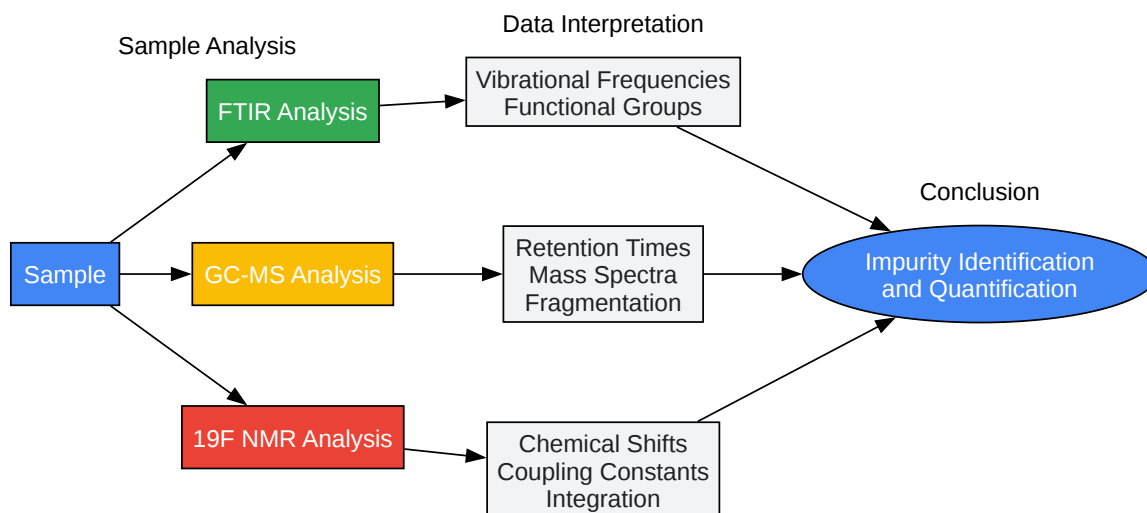 Data Interpretation
Sample Analysis
Vibrational Frequencies
Functional Groups
FTIR Analysis
Conclusion
Sample
GC-MS Analysis
Retention Times
Mass Spectra
Fragmentation
Impurity Identification
and Quantification
19F NMR Analysis
Chemical Shifts
Coupling Constants
Integration